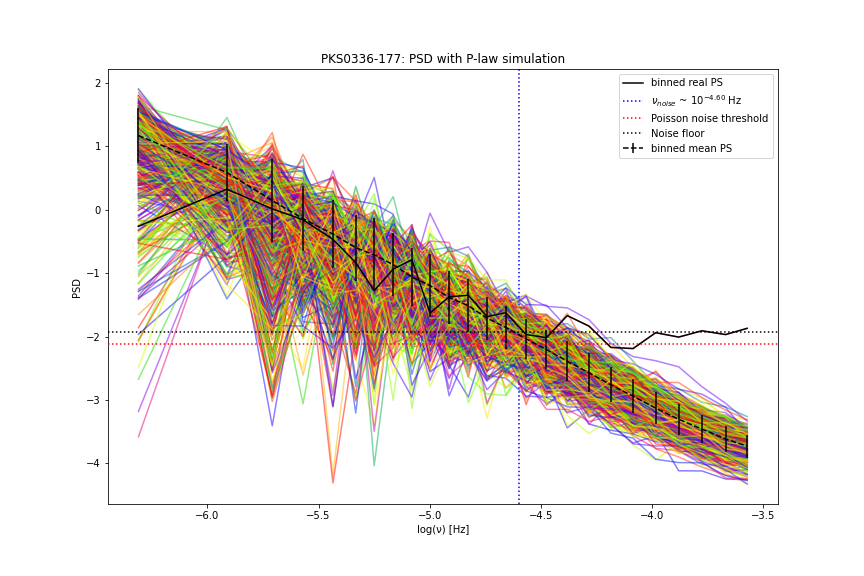 PKS0336-177: PSD with P-law simulation
binned real PS
ν_noise ~ 10^−4.60 Hz
Poisson noise threshold
Noise floor
binned mean PS
PSD
2
1
0
−1
−2
−3
−4
−6.0 −5.5 −5.0 −4.5 −4.0 −3.5
log(ν) [Hz]